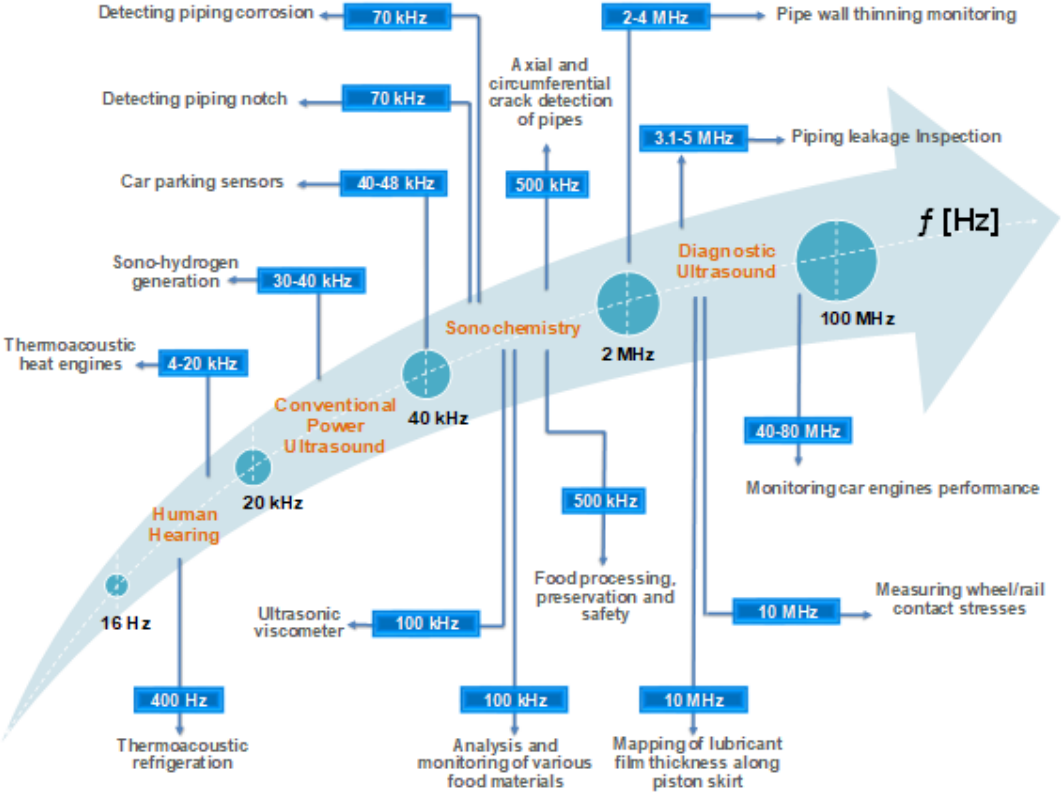 Detecting piping corrosion
70 kHz
2-4 MHz
Pipe wall thinning monitoring
Detecting piping notch
70 kHz
Axial and
circumferential
crack detection
of pipes
3.1-5 MHz
Piping leakage Inspection
Car parking sensors
40-48 kHz
500 kHz
ƒ [Hz]
Sono-hydrogen
generation
30-40 kHz
Diagnostic
Ultrasound
100 MHz
Sonochemistry
2 MHz
Thermoacoustic
heat engines
4-20 kHz
Conventional
Power
Ultrasound
40 kHz
40-80 MHz
Monitoring car engines performance
20 kHz
Human
Hearing
500 kHz
Food processing,
preservation and
safety
16 Hz
Ultrasonic
viscometer
100 kHz
10 MHz
Measuring wheel/rail
contact stresses
400 Hz
Thermoacoustic
refrigeration
100 kHz
Analysis and
monitoring of various
food materials
10 MHz
Mapping of lubricant
film thickness along
piston skirt